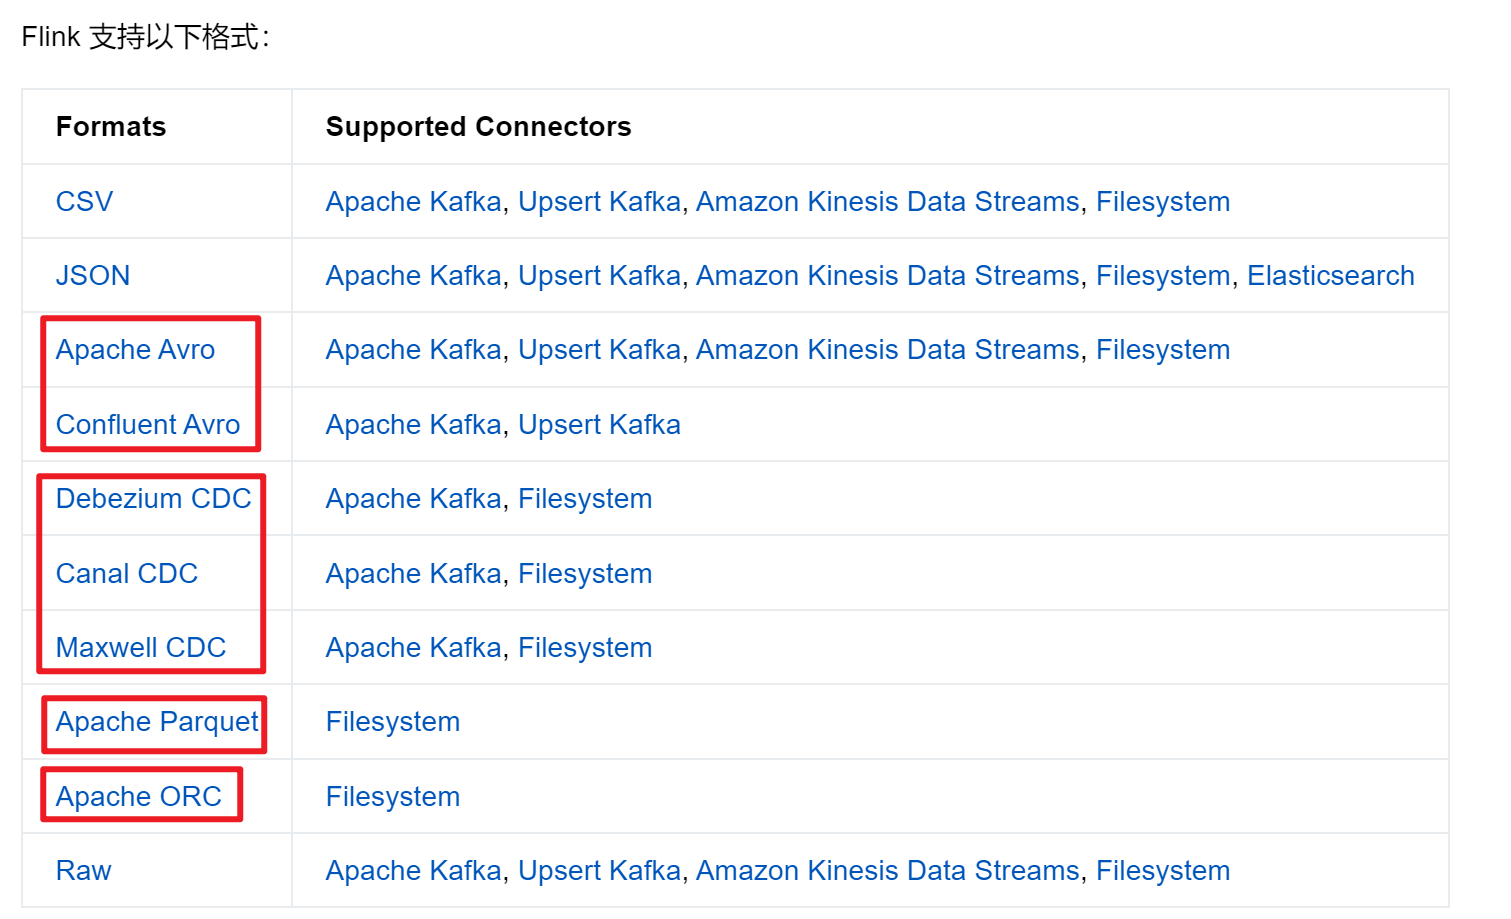 Flink 支持以下格式：
Formats Supported Connectors
CSV Apache Kafka, Upsert Kafka, Amazon Kinesis Data Streams, Filesystem
JSON Apache Kafka, Upsert Kafka, Amazon Kinesis Data Streams, Filesystem, Elasticsearch
Apache Avro Apache Kafka, Upsert Kafka, Amazon Kinesis Data Streams, Filesystem
Confluent Avro Apache Kafka, Upsert Kafka
Debezium CDC Apache Kafka, Filesystem
Canal CDC Apache Kafka, Filesystem
Maxwell CDC Apache Kafka, Filesystem
Apache Parquet Filesystem
Apache ORC Filesystem
Raw Apache Kafka, Upsert Kafka, Amazon Kinesis Data Streams, Filesystem